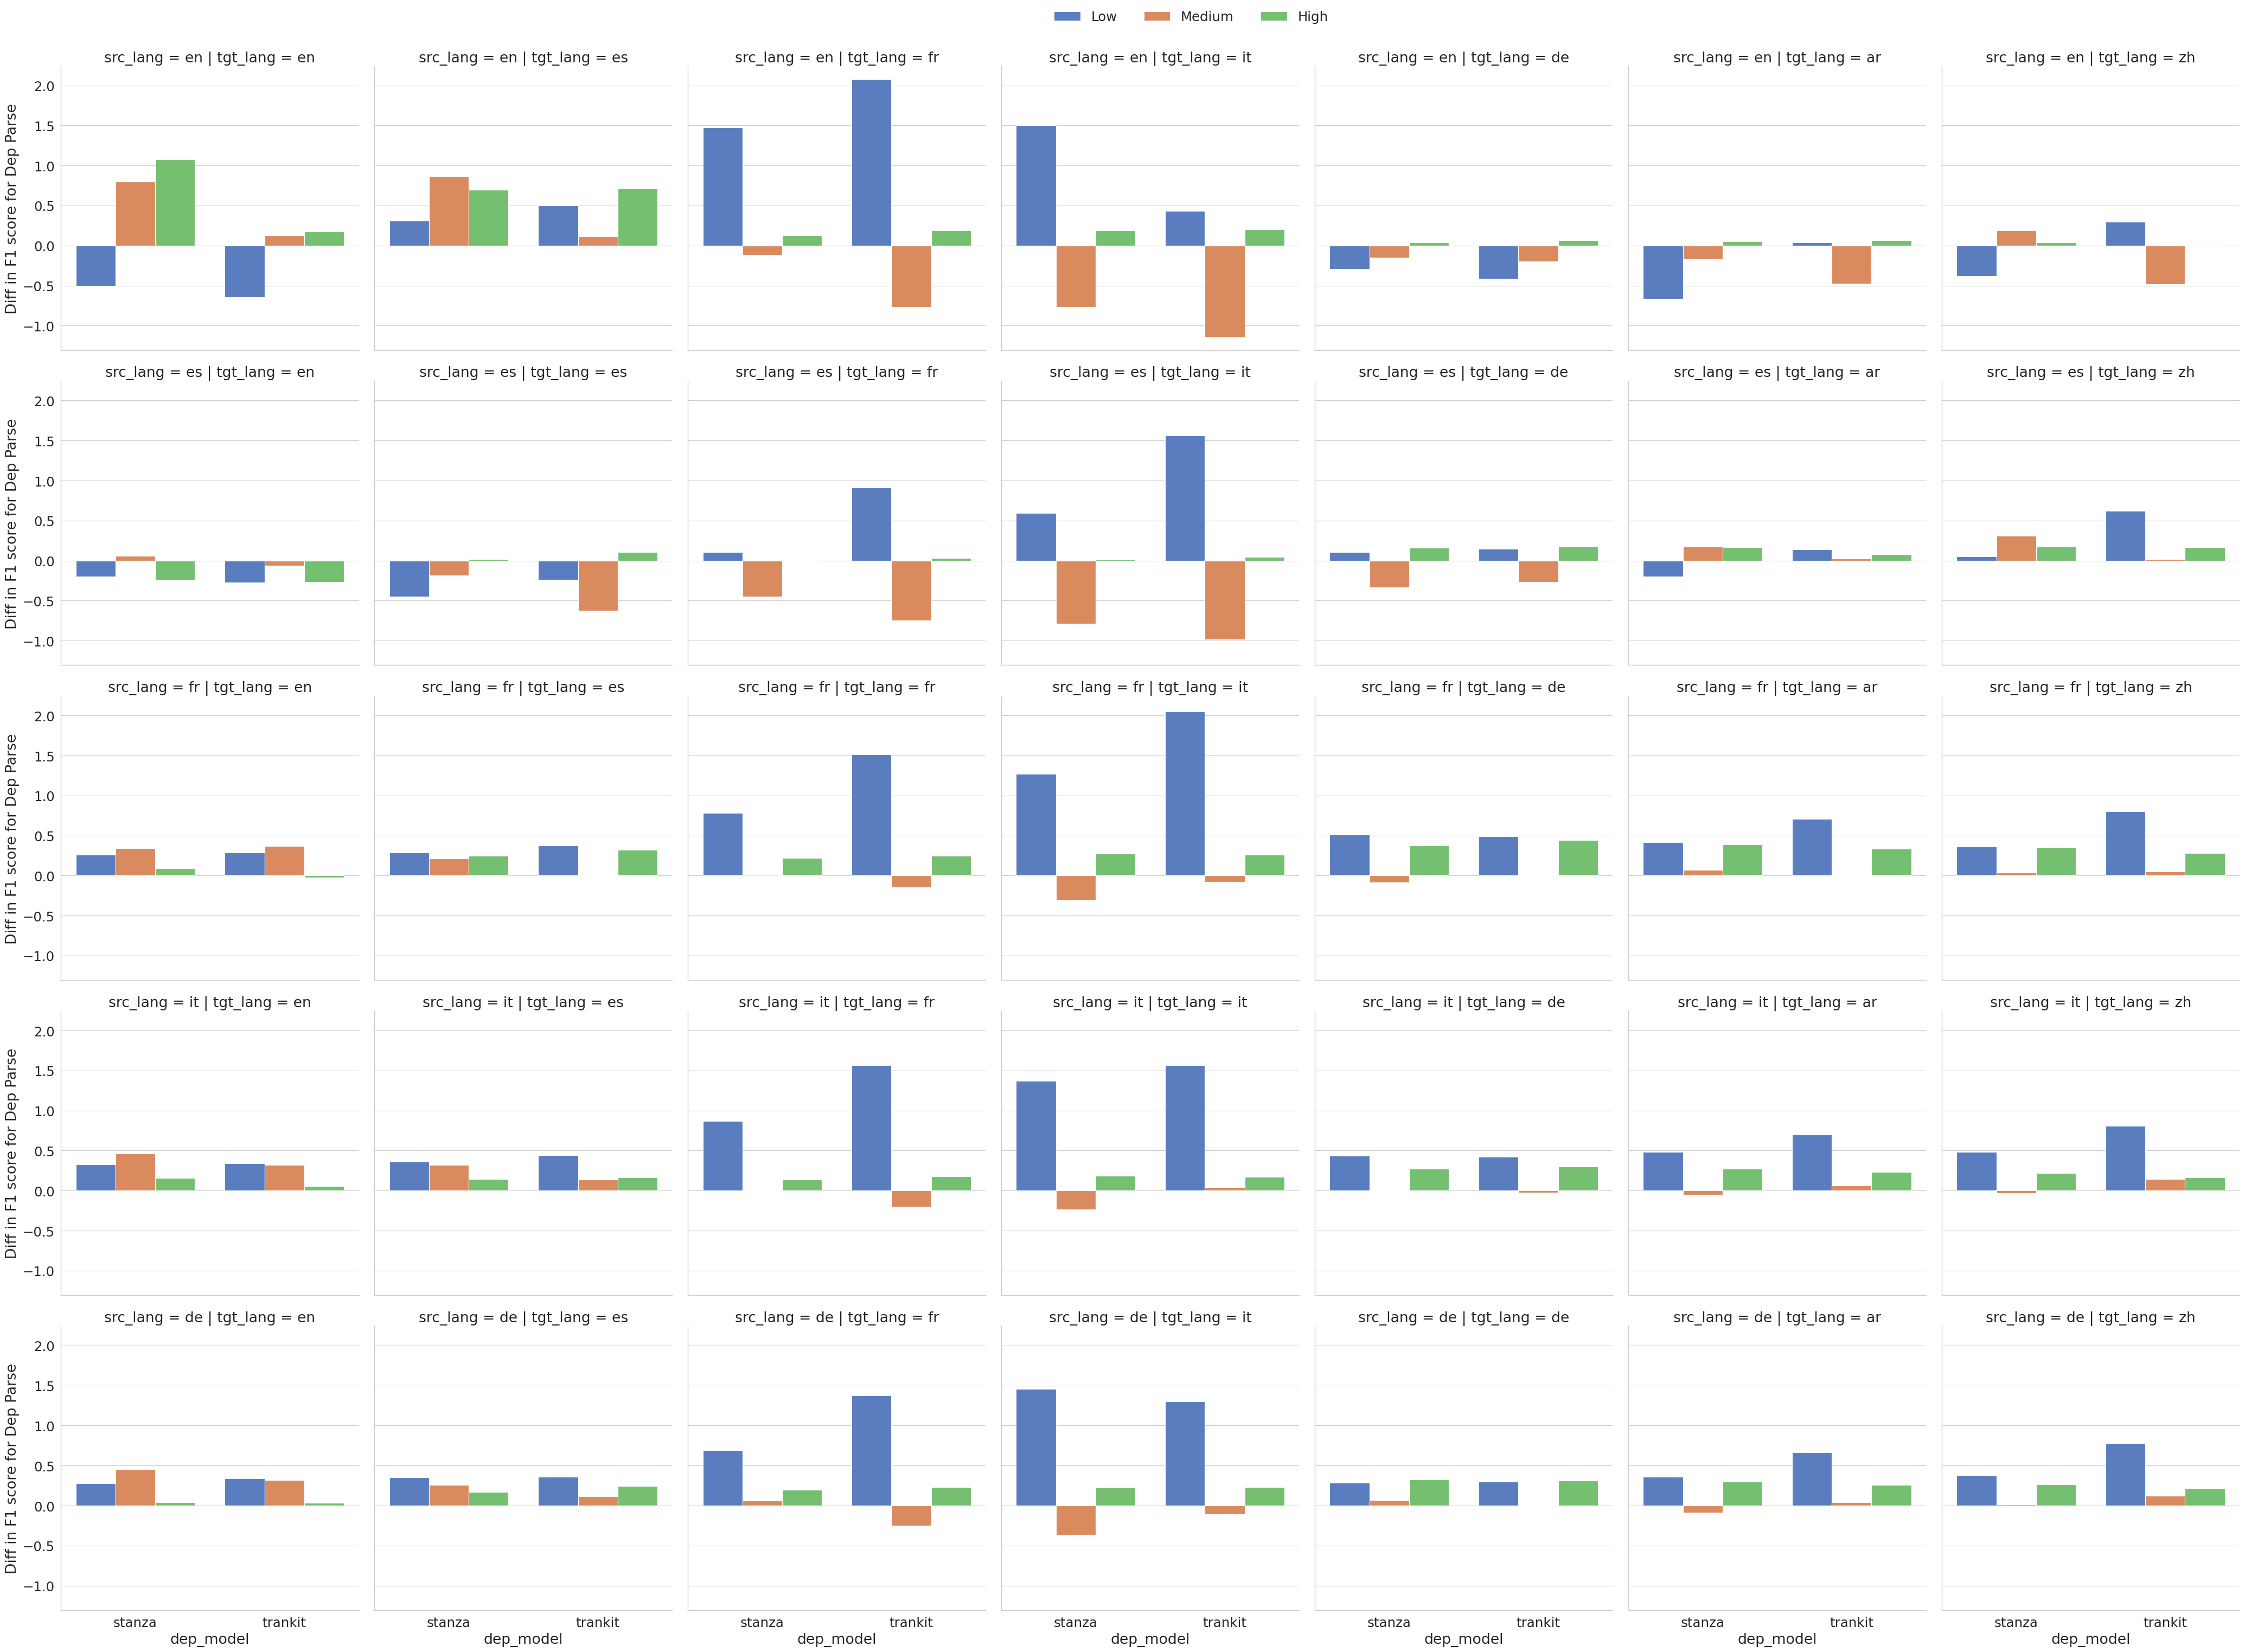 Low Medium High
src_lang = en | tgt_lang = en src_lang = en | tgt_lang = es src_lang = en | tgt_lang = fr src_lang = en | tgt_lang = it src_lang = en | tgt_lang = de src_lang = en | tgt_lang = ar src_lang = en | tgt_lang = zh
Diff in F1 score for Dep Parse
2.0
1.5
1.0
0.5
0.0
−0.5
−1.0
src_lang = es | tgt_lang = en src_lang = es | tgt_lang = es src_lang = es | tgt_lang = fr src_lang = es | tgt_lang = it src_lang = es | tgt_lang = de src_lang = es | tgt_lang = ar src_lang = es | tgt_lang = zh
Diff in F1 score for Dep Parse
2.0
1.5
1.0
0.5
0.0
−0.5
−1.0
src_lang = fr | tgt_lang = en src_lang = fr | tgt_lang = es src_lang = fr | tgt_lang = fr src_lang = fr | tgt_lang = it src_lang = fr | tgt_lang = de src_lang = fr | tgt_lang = ar src_lang = fr | tgt_lang = zh
Diff in F1 score for Dep Parse
2.0
1.5
1.0
0.5
0.0
−0.5
−1.0
src_lang = it | tgt_lang = en src_lang = it | tgt_lang = es src_lang = it | tgt_lang = fr src_lang = it | tgt_lang = it src_lang = it | tgt_lang = de src_lang = it | tgt_lang = ar src_lang = it | tgt_lang = zh
Diff in F1 score for Dep Parse
2.0
1.5
1.0
0.5
0.0
−0.5
−1.0
src_lang = de | tgt_lang = en src_lang = de | tgt_lang = es src_lang = de | tgt_lang = fr src_lang = de | tgt_lang = it src_lang = de | tgt_lang = de src_lang = de | tgt_lang = ar src_lang = de | tgt_lang = zh
Diff in F1 score for Dep Parse
2.0
1.5
1.0
0.5
0.0
−0.5
−1.0
stanza trankit stanza trankit stanza trankit stanza trankit stanza trankit stanza trankit stanza trankit
dep_model dep_model dep_model dep_model dep_model dep_model dep_model